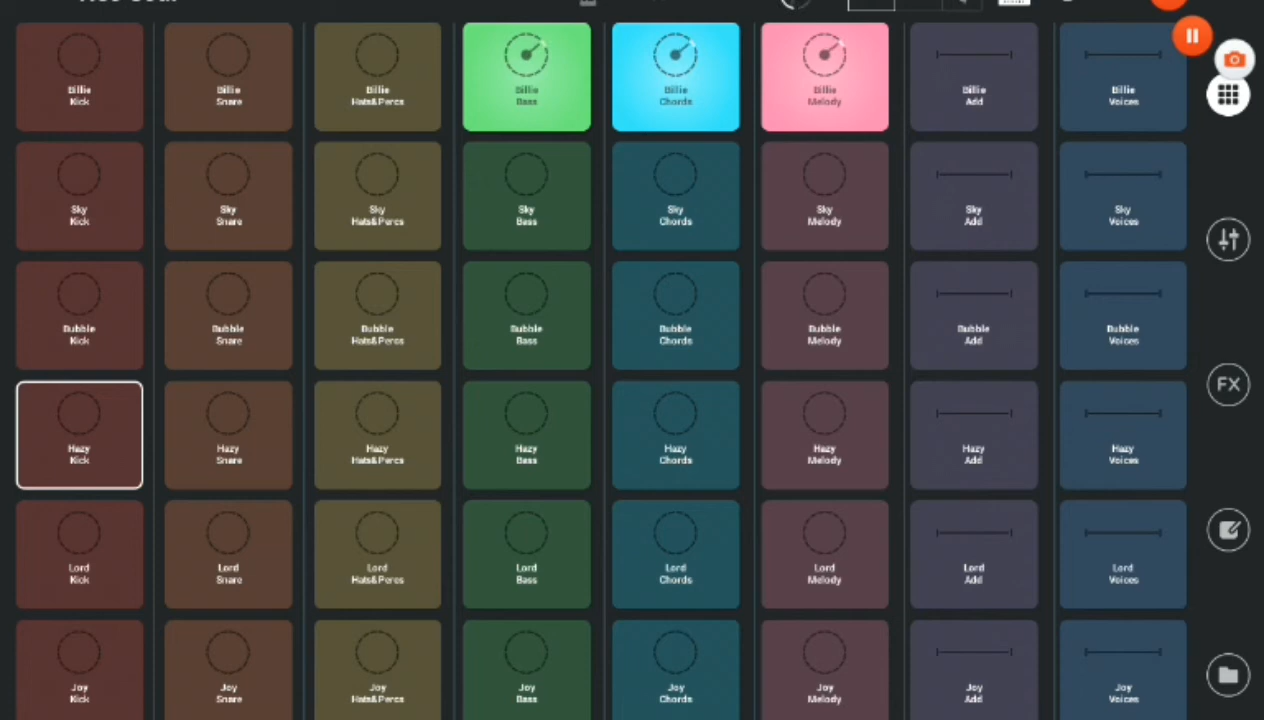 Billie
Kick
Billie
Snare
Billie
Hats&Percs
Billie
Bass
Billie
Chords
Billie
Melody
Billie
Add
Billie
Voices
Sky
Kick
Sky
Snare
Sky
Hats&Percs
Sky
Bass
Sky
Chords
Sky
Melody
Sky
Add
Sky
Voices
Bubble
Kick
Bubble
Snare
Bubble
Hats&Percs
Bubble
Bass
Bubble
Chords
Bubble
Melody
Bubble
Add
Bubble
Voices
Hazy
Kick
Hazy
Snare
Hazy
Hats&Percs
Hazy
Bass
Hazy
Chords
Hazy
Melody
Hazy
Add
Hazy
Voices
FX
Lord
Kick
Lord
Snare
Lord
Hats&Percs
Lord
Bass
Lord
Chords
Lord
Melody
Lord
Add
Lord
Voices
Joy
Kick
Joy
Snare
Joy
Hats&Percs
Joy
Bass
Joy
Chords
Joy
Melody
Joy
Add
Joy
Voices